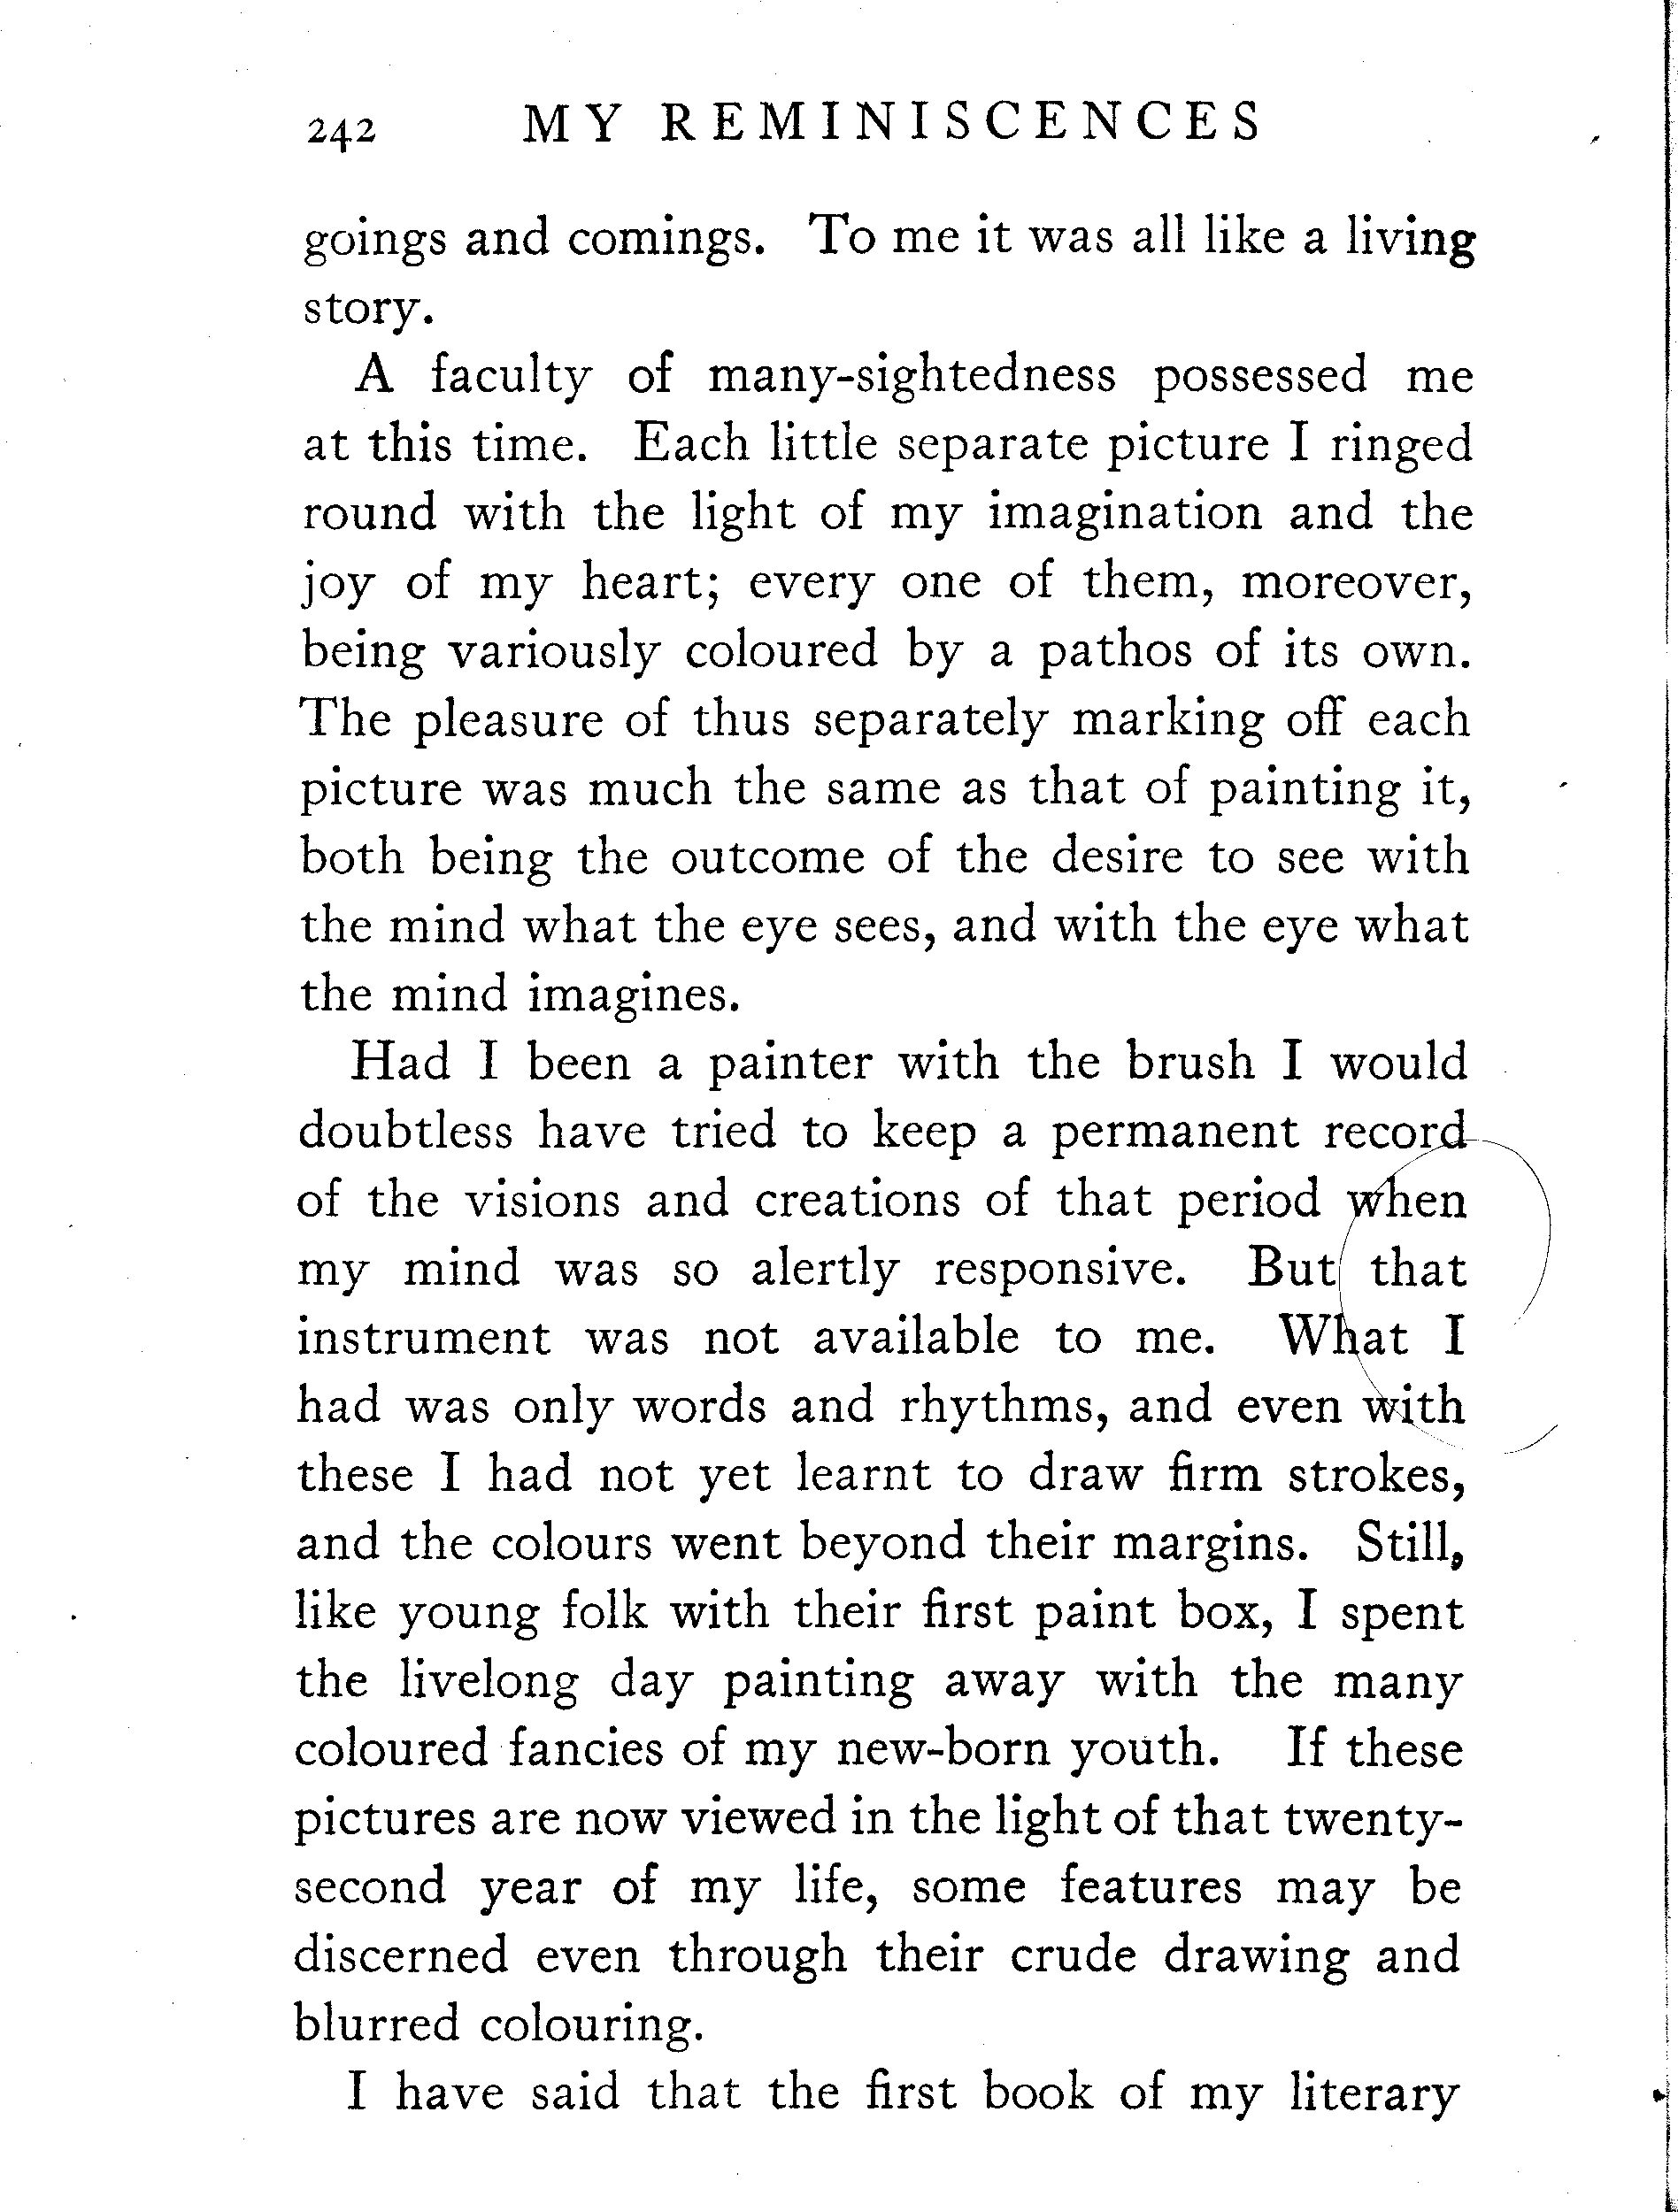 242 MY REMINISCENCES
goings and comings. To me it was all like a living
story.
A faculty of many-sightedness possessed me
at this time. Each little separate picture I ringed
round with the light of my imagination and the
joy of my heart; every one of them, moreover,
being variously coloured by a pathos of its own.
The pleasure of thus separately marking off each
picture was much the same as that of painting it,
both being the outcome of the desire to see with
the mind what the eye sees, and with the eye what
the mind imagines.
Had I been a painter with the brush I would
doubtless have tried to keep a permanent record
of the visions and creations of that period when
my mind was so alertly responsive. But that
instrument was not available to me. What I
had was only words and rhythms, and even with
these I had not yet learnt to draw firm strokes,
and the colours went beyond their margins. Still,
like young folk with their first paint box, I spent
the livelong day painting away with the many
coloured fancies of my new-born youth. If these
pictures are now viewed in the light of that twenty-
second year of my life, some features may be
discerned even through their crude drawing and
blurred colouring.
I have said that the first book of my literary